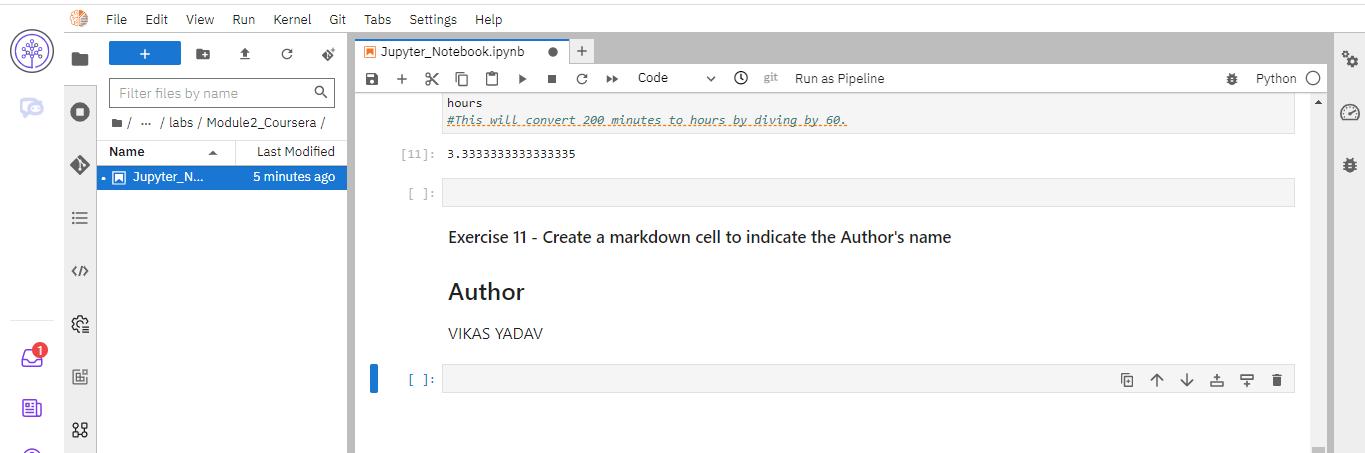 File Edit View Run Kernel Git Tabs Settings Help
+
Filter files by name
/ ... / labs / Module2_Coursera /
Name Last Modified
Jupyter_N... 5 minutes ago
Jupyter_Notebook.ipynb
+
Code
git
Run as Pipeline
Python
hours
#This will convert 200 minutes to hours by diving by 60.
[11]: 3.3333333333333335
[ ]:
Exercise 11 - Create a markdown cell to indicate the Author's name
Author
VIKAS YADAV
[ ]:
1